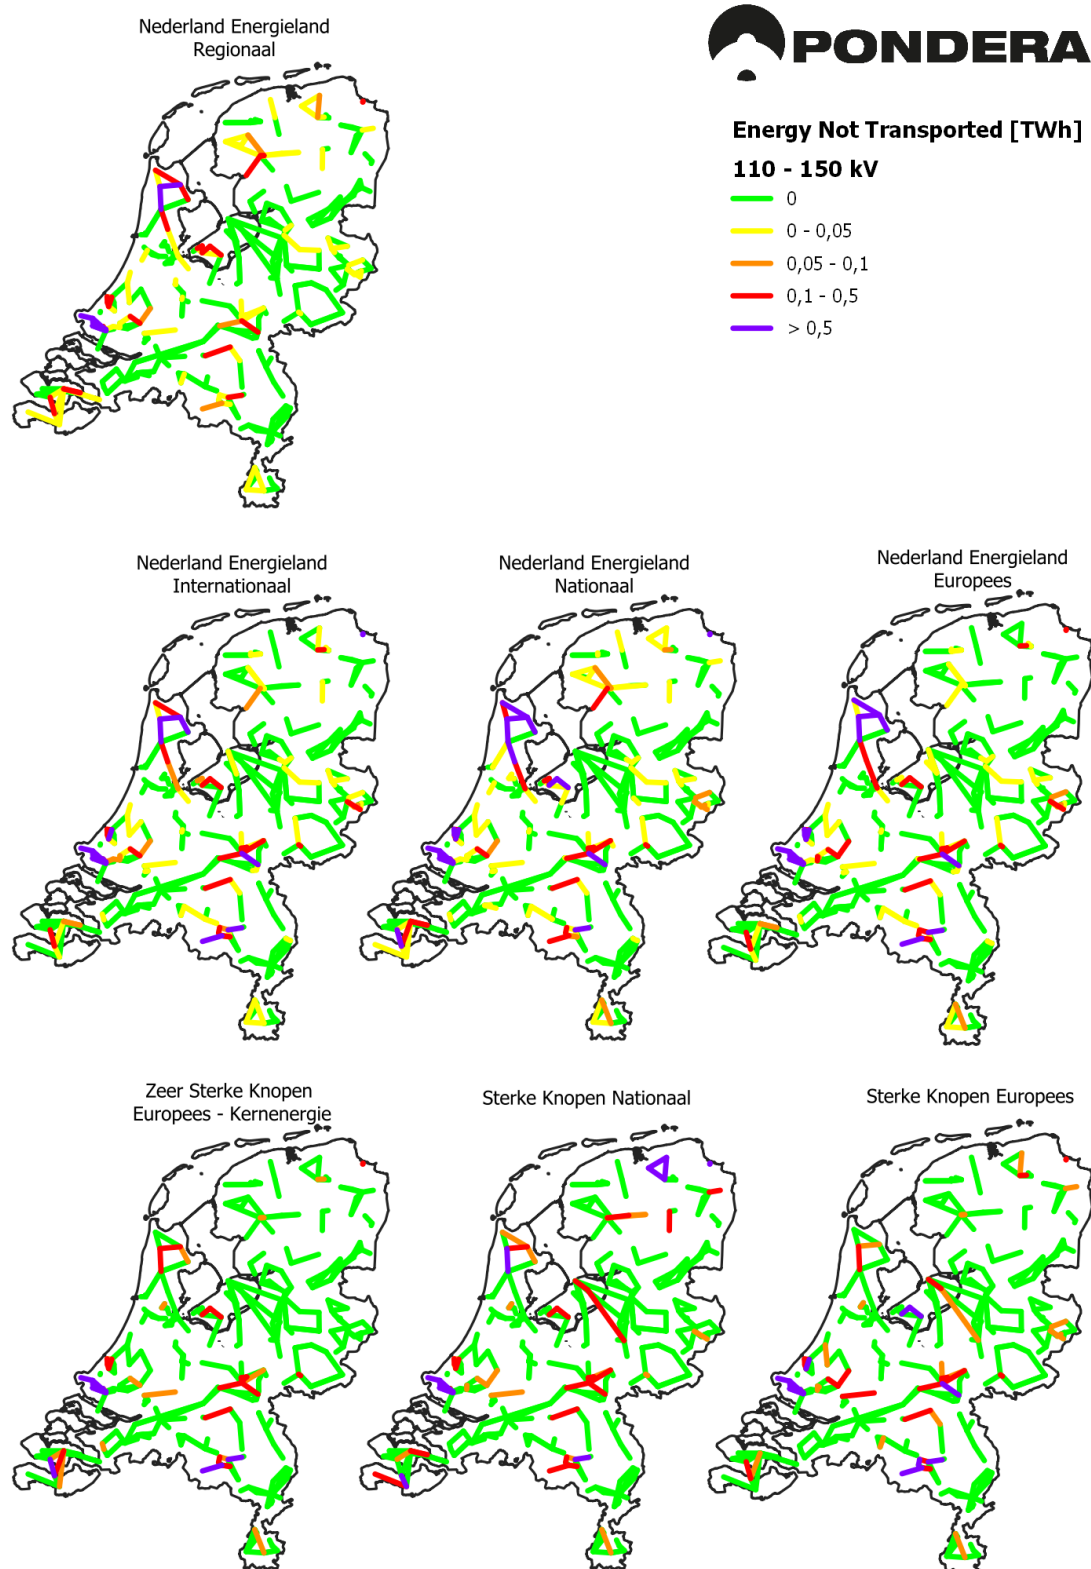 Nederland Energieland
Regionaal
PONDERA
Energy Not Transported [TWh]
110 - 150 kV
0
0 - 0,05
0,05 - 0,1
0,1 - 0,5
> 0,5
Nederland Energieland
Internationaal
Nederland Energieland
Nationaal
Nederland Energieland
Europees
Zeer Sterke Knopen
Europees - Kernenergie
Sterke Knopen Nationaal
Sterke Knopen Europees